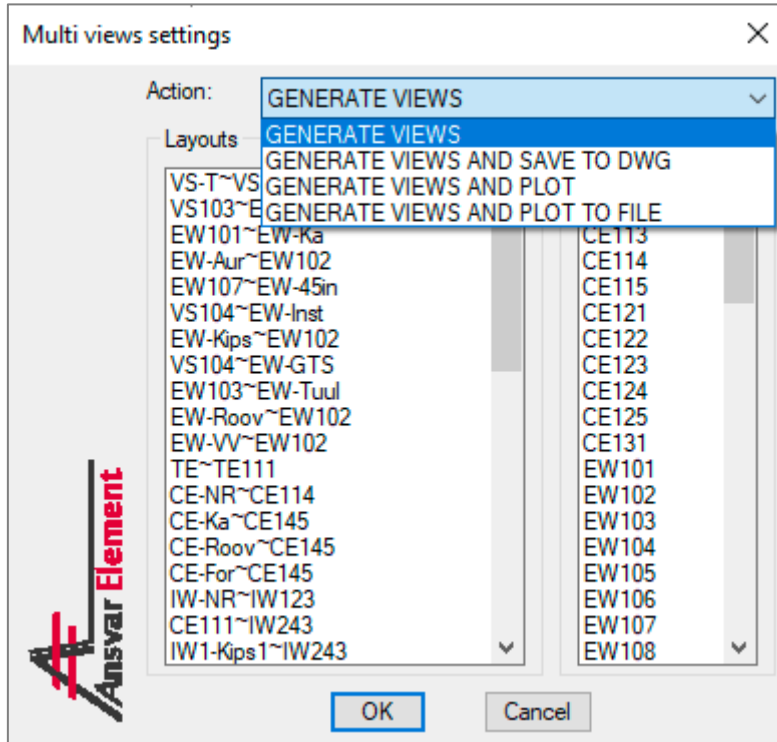 Multi views settings
Action:
GENERATE VIEWS
GENERATE VIEWS
GENERATE VIEWS AND SAVE TO DWG
GENERATE VIEWS AND PLOT
GENERATE VIEWS AND PLOT TO FILE
Layouts
VS-T~VS
VS103~E
EW101~EW-Ka
EW-Aur~EW102
EW107~EW-45in
VS104~EW-Inst
EW-Kips~EW102
VS104~EW-GTS
EW103~EW-Tuul
EW-Roov~EW102
EW-VV~EW102
TE~TE111
CE-NR~CE114
CE-Ka~CE145
CE-Roov~CE145
CE-For~CE145
IW-NR~IW123
CE111~IW243
IW1-Kips1~IW243
CE113
CE114
CE115
CE121
CE122
CE123
CE124
CE125
CE131
EW101
EW102
EW103
EW104
EW105
EW106
EW107
EW108
Ansvar Element
OK
Cancel